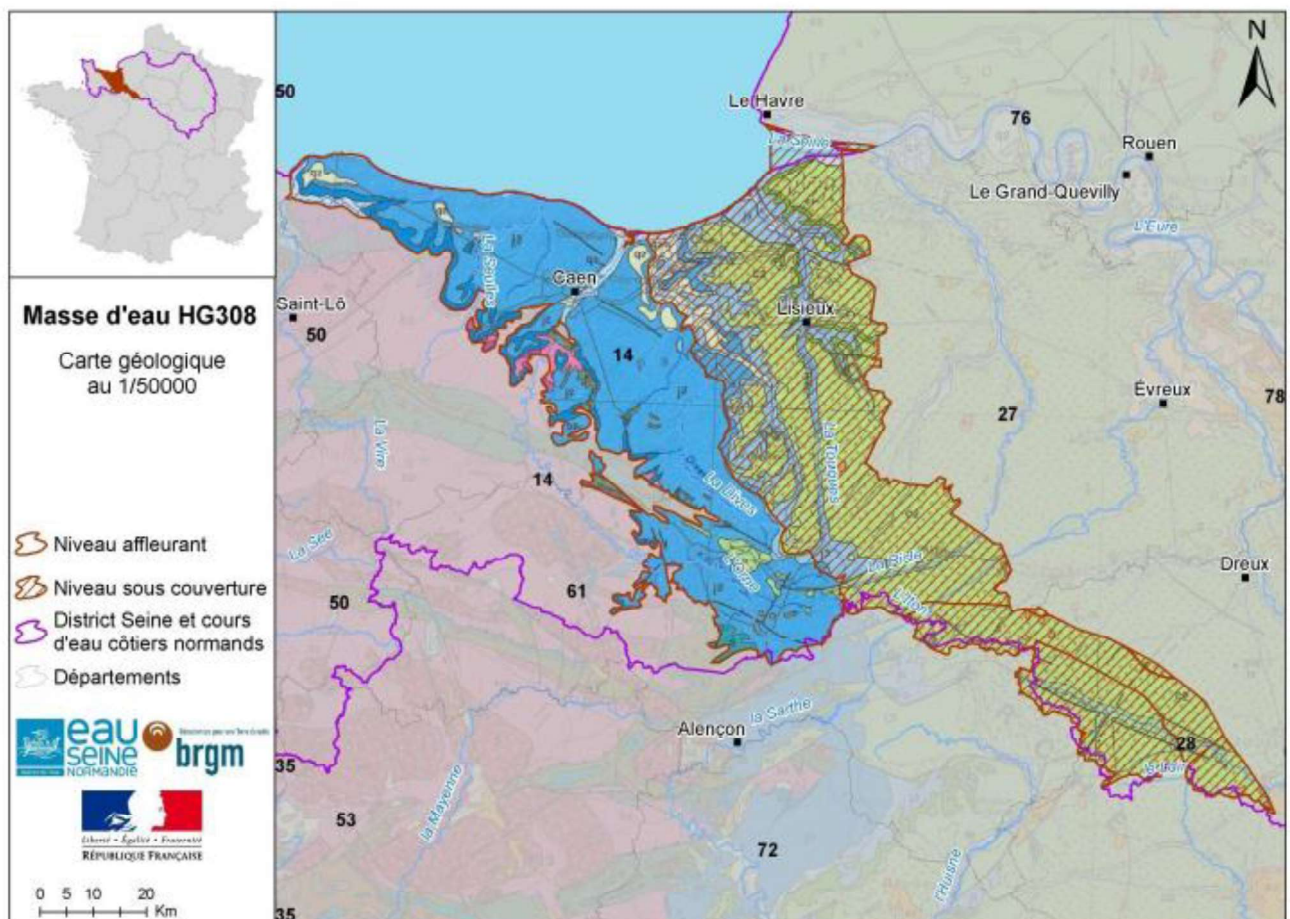 Masse d'eau HG308
Carte géologique
au 1/50000
Niveau affleurant
Niveau sous couverture
District Seine et cours
d'eau côtiers normands
Départements
eau
SEINE
NORMANDIE
brgm
Liberté • Égalité • Fraternité
RÉPUBLIQUE FRANÇAISE
0 5 10 20
Km
N
50
Le Havre
76
La Seine
Rouen
Le Grand-Quevilly
L'Eure
La Seulles
Caen
Saint-Lô
50
14
Lisieux
Évreux
78
27
La Vire
La Touques
La Dives
14
La Sée
L'Orne
La Risle
Dreux
50
61
L'Iton
la Sarthe
Alençon
28
le Loir
35
la Mayenne
53
72
l'Huisne
35